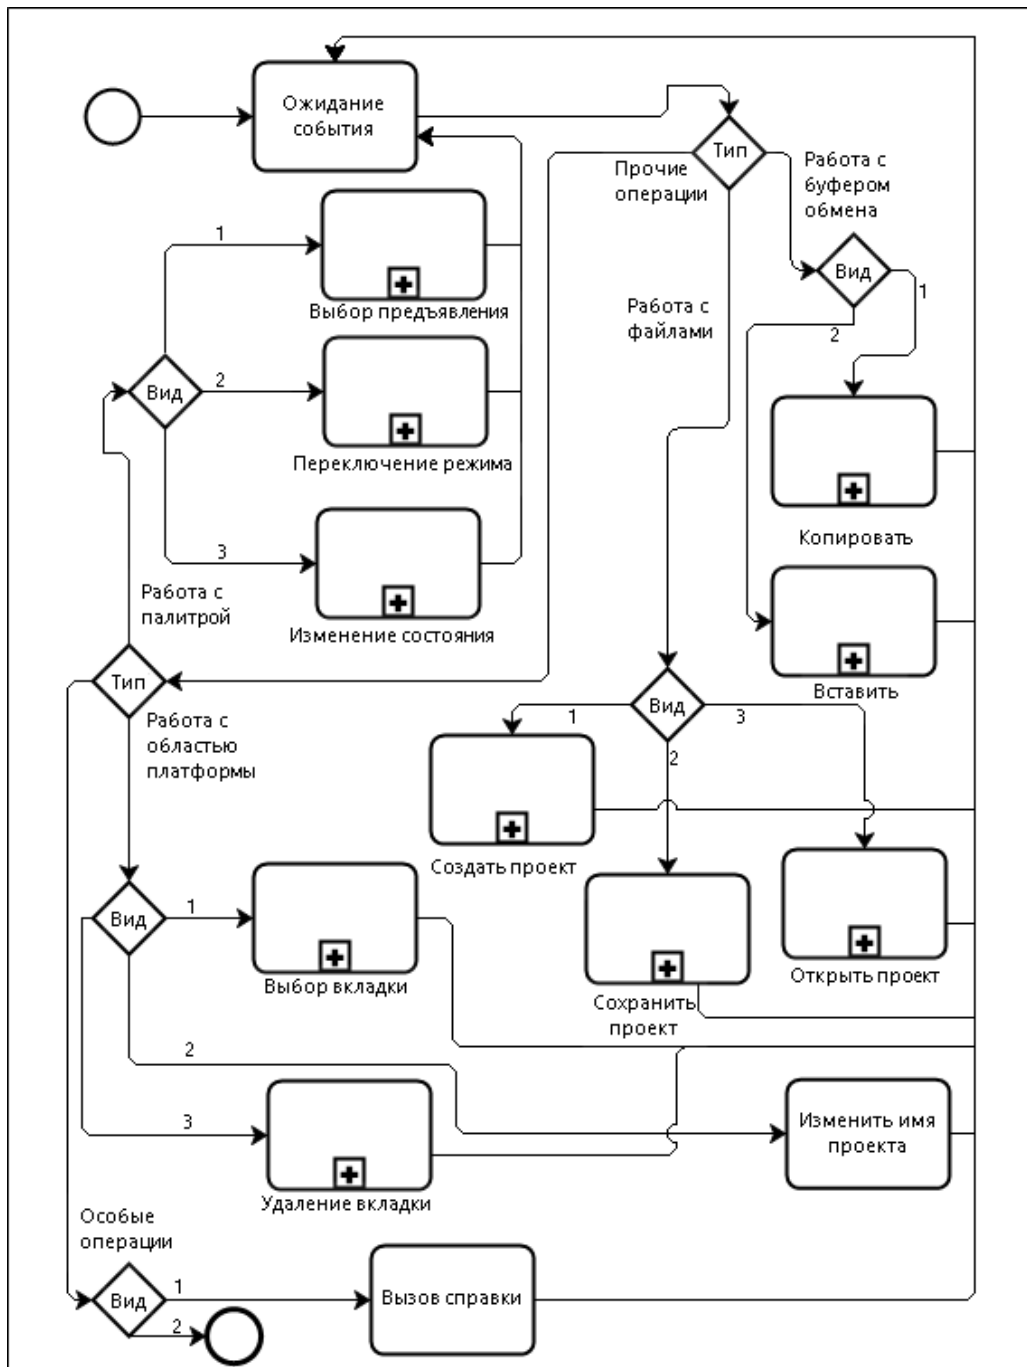 Ожидание
события
Тип
Прочие
операции
Работа с
буфером
обмена
Вид
1
2
Работа с
файлами
1
Выбор предъявления
Вид
2
Переключение режима
3
Изменение состояния
Копировать
Вставить
Работа с
палитрой
Тип
Работа с
областью
платформы
Вид
1
2
3
Создать проект
Сохранить
проект
Открыть проект
Вид
1
Выбор вкладки
2
3
Удаление вкладки
Изменить имя
проекта
Особые
операции
Вид
1
2
Вызов справки